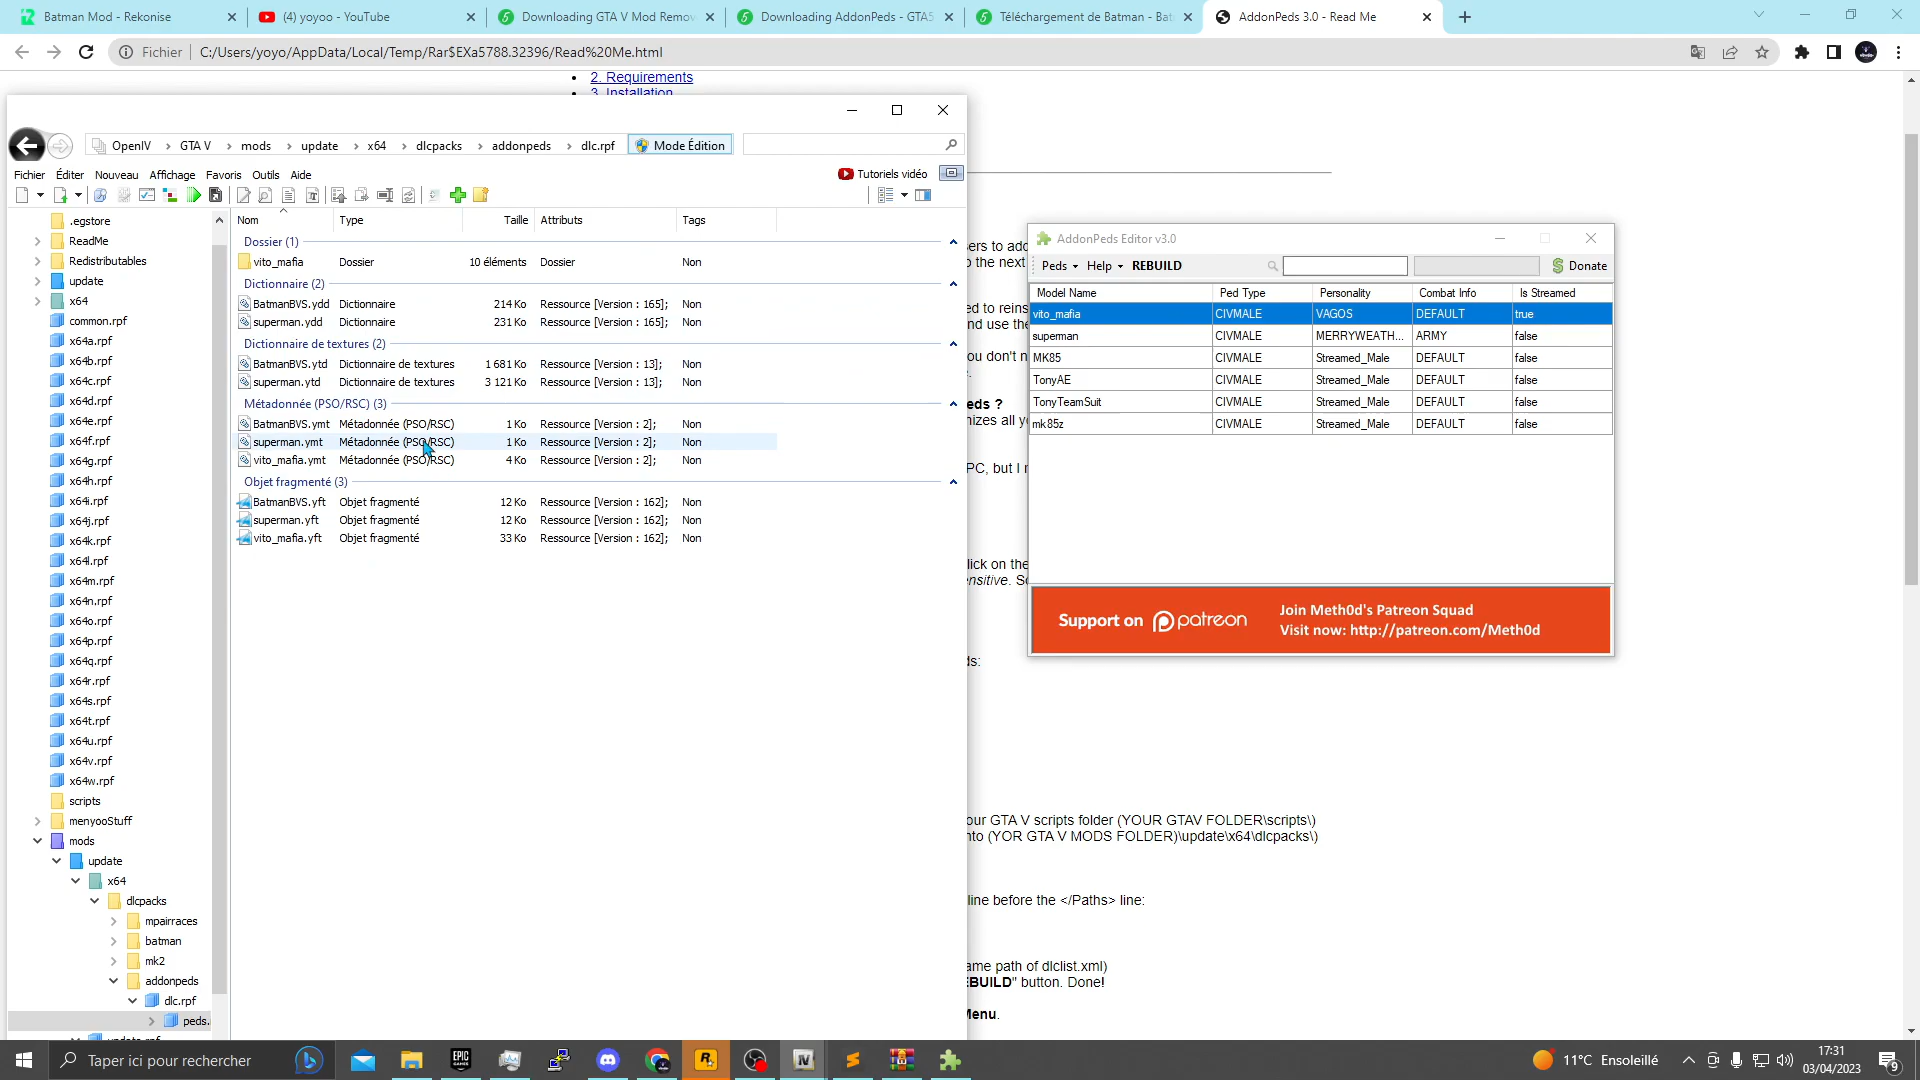 Batman Mod - Rekonise
(4) yoyoo - YouTube
Downloading GTA V Mod Remov
Downloading AddonPeds - GTA5
Téléchargement de Batman - Bat
AddonPeds 3.0 - Read Me
Fichier
C:/Users/yoyo/AppData/Local/Temp/Rar$EXa5788.32396/Read%20Me.html
2. Requirements
3. Installation
OpenIV
GTA V
mods
update
x64
dlcpacks
addonpeds
dlc.rpf
Mode Édition
Fichier
Éditer
Nouveau
Affichage
Favoris
Outils
Aide
Tutoriels vidéo
.egstore
ReadMe
Redistributables
update
x64
common.rpf
x64a.rpf
x64b.rpf
x64c.rpf
x64d.rpf
x64e.rpf
x64f.rpf
x64g.rpf
x64h.rpf
x64i.rpf
x64j.rpf
x64k.rpf
x64l.rpf
x64m.rpf
x64n.rpf
x64o.rpf
x64p.rpf
x64q.rpf
x64r.rpf
x64s.rpf
x64t.rpf
x64u.rpf
x64v.rpf
x64w.rpf
scripts
menyooStuff
mods
update
x64
dlcpacks
mpairraces
batman
mk2
addonpeds
dlc.rpf
peds.
Nom Type Taille Attributs Tags
Dossier (1)
vito_mafia Dossier 10 éléments Dossier Non
Dictionnaire (2)
BatmanBVS.ydd Dictionnaire 214 Ko Ressource [Version : 165]; Non
superman.ydd Dictionnaire 231 Ko Ressource [Version : 165]; Non
Dictionnaire de textures (2)
BatmanBVS.ytd Dictionnaire de textures 1 681 Ko Ressource [Version : 13]; Non
superman.ytd Dictionnaire de textures 3 121 Ko Ressource [Version : 13]; Non
Métadonnée (PSO/RSC) (3)
BatmanBVS.ymt Métadonnée (PSO/RSC) 1 Ko Ressource [Version : 2]; Non
superman.ymt Métadonnée (PSO/RSC) 1 Ko Ressource [Version : 2]; Non
vito_mafia.ymt Métadonnée (PSO/RSC) 4 Ko Ressource [Version : 2]; Non
Objet fragmenté (3)
BatmanBVS.yft Objet fragmenté 12 Ko Ressource [Version : 162]; Non
superman.yft Objet fragmenté 12 Ko Ressource [Version : 162]; Non
vito_mafia.yft Objet fragmenté 33 Ko Ressource [Version : 162]; Non
ers to add
o the next
ed to reins
nd use the
ou don't n
eds ?
nizes all yo
PC, but I r
lick on the
ensitive. S
ds:
our GTA V scripts folder (YOUR GTAV FOLDER\scripts\)
nto (YOR GTA V MODS FOLDER)\update\x64\dlcpacks\)
line before the </Paths> line:
ame path of dlclist.xml)
EBUILD" button. Done!
Menu.
AddonPeds Editor v3.0
Peds Help REBUILD Donate
Model Name Ped Type Personality Combat Info Is Streamed
vito_mafia CIVMALE VAGOS DEFAULT true
superman CIVMALE MERRYWEATH... ARMY false
MK85 CIVMALE Streamed_Male DEFAULT false
TonyAE CIVMALE Streamed_Male DEFAULT false
TonyTeamSuit CIVMALE Streamed_Male DEFAULT false
mk85z CIVMALE Streamed_Male DEFAULT false
Support on patreon
Join Meth0d's Patreon Squad
Visit now: http://patreon.com/Meth0d
Taper ici pour rechercher
EPIC GAMES
11°C Ensoleillé
17:31
03/04/2023
9